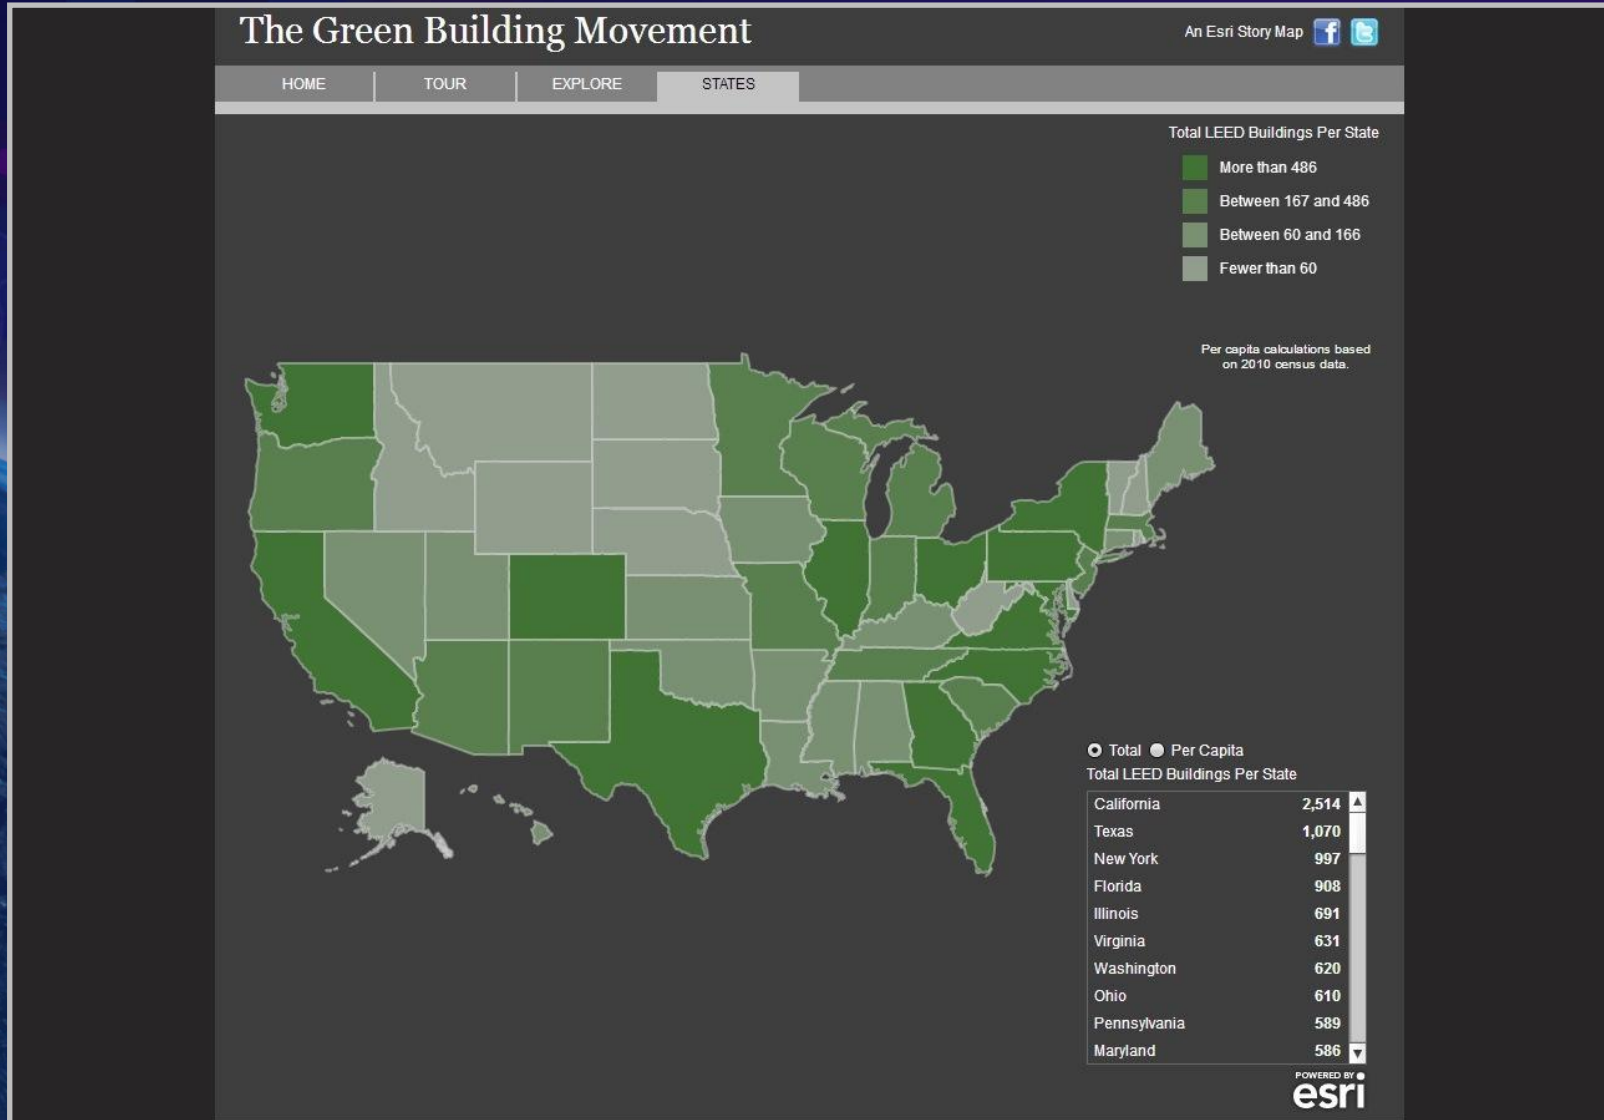 The Green Building Movement
An Esri Story Map
HOME
TOUR
EXPLORE
STATES
Total LEED Buildings Per State
More than 486
Between 167 and 486
Between 60 and 166
Fewer than 60
Per capita calculations based
on 2010 census data.
Total Per Capita
Total LEED Buildings Per State
California 2,514
Texas 1,070
New York 997
Florida 908
Illinois 691
Virginia 631
Washington 620
Ohio 610
Pennsylvania 589
Maryland 586
POWERED BY
esri